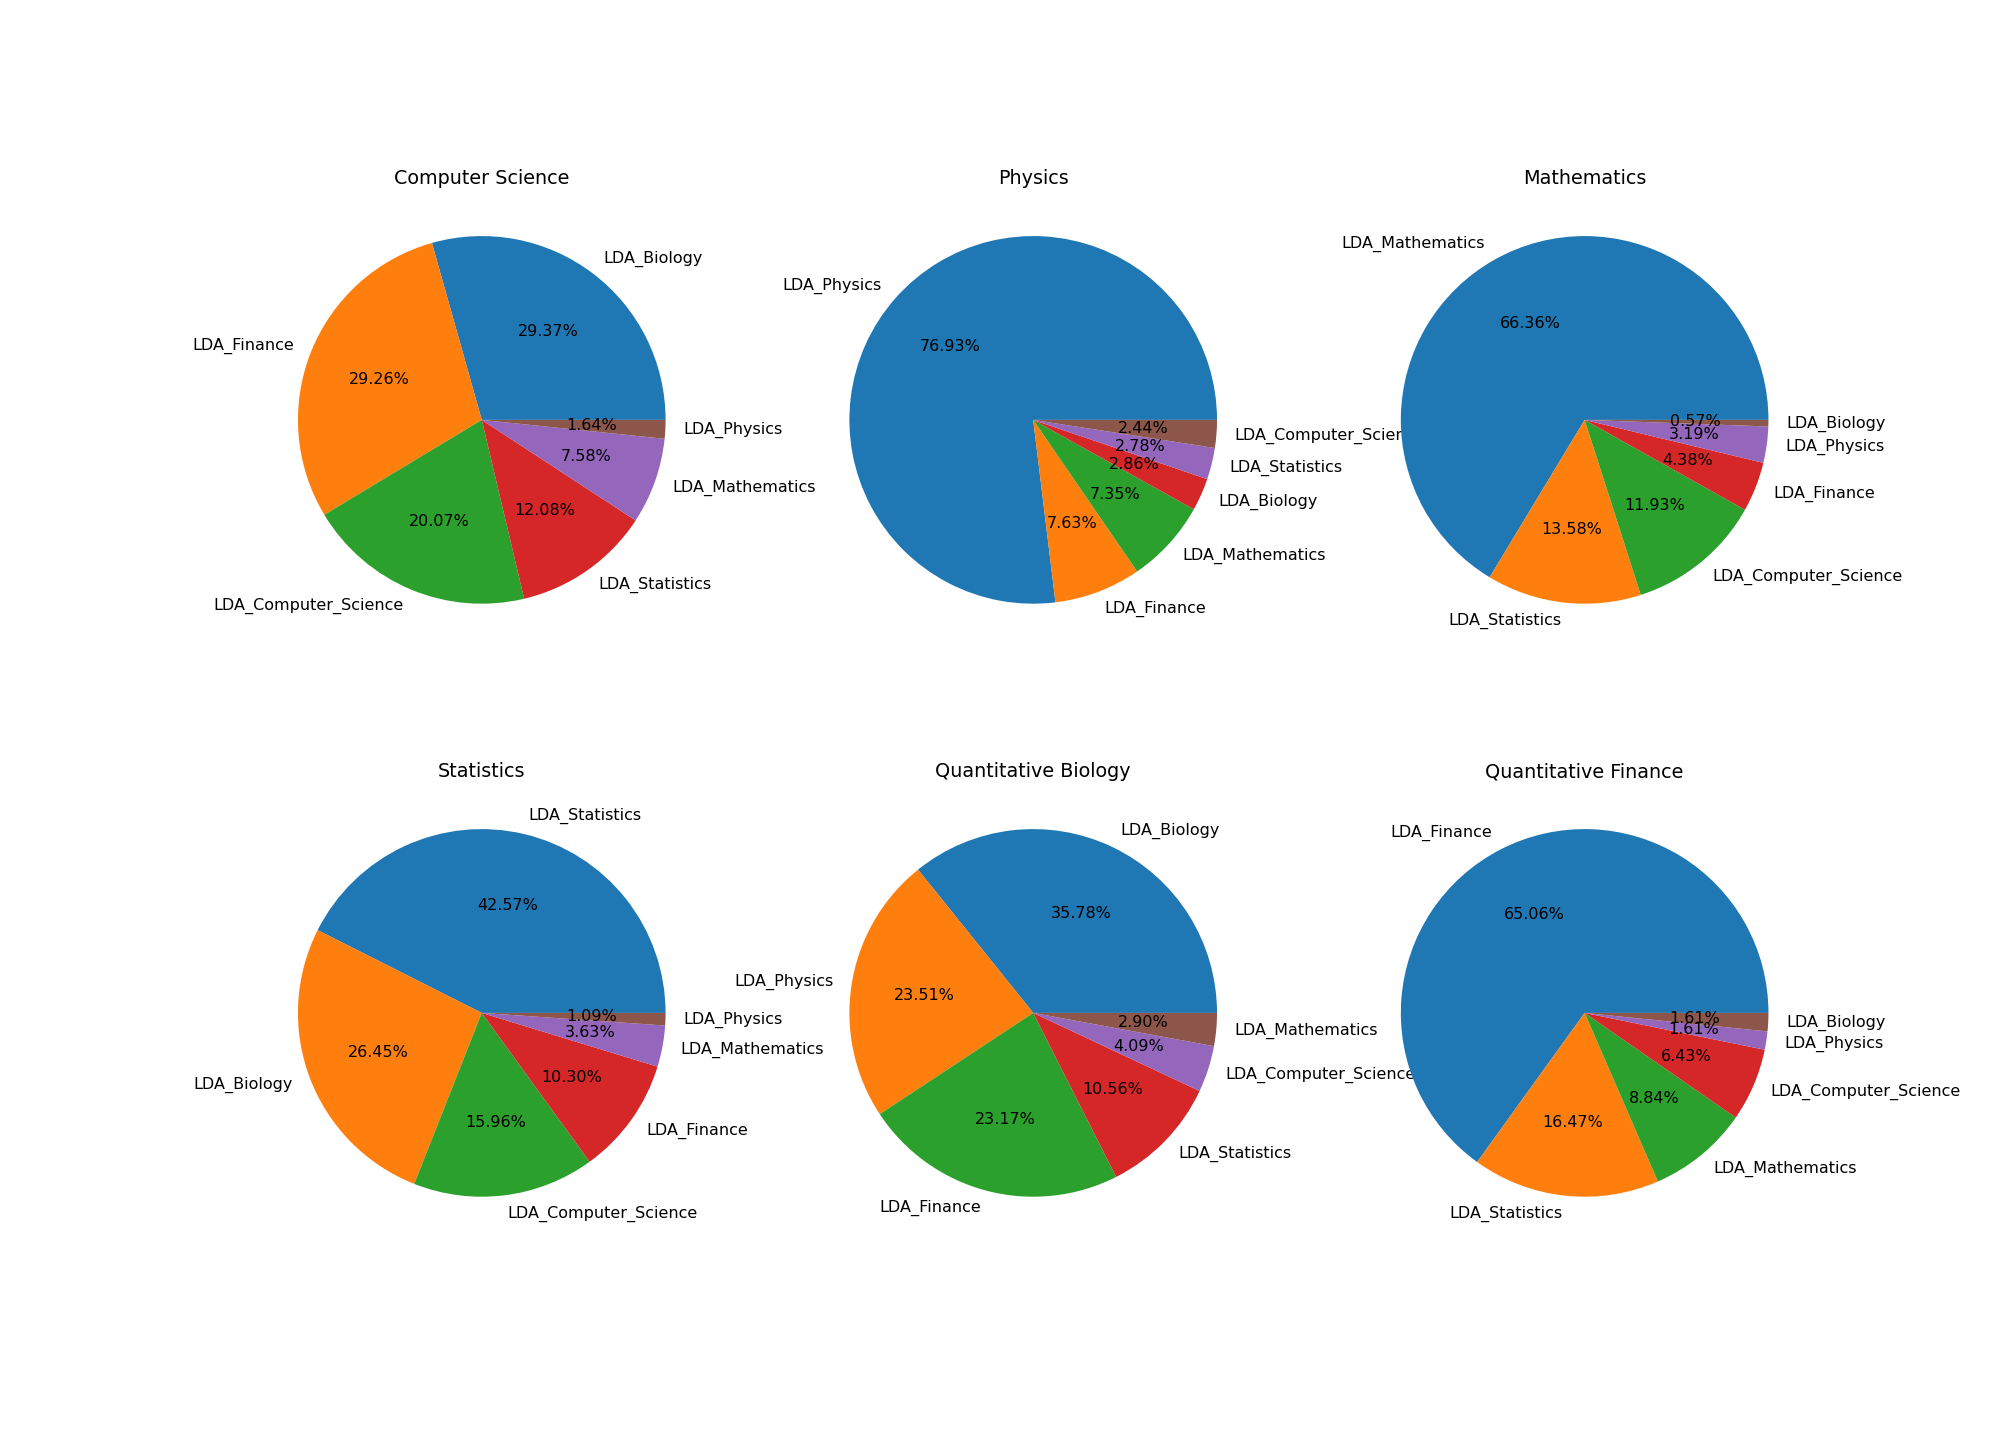 Computer Science
LDA_Biology
29.37%
LDA_Finance
29.26%
LDA_Computer_Science
20.07%
LDA_Statistics
12.08%
LDA_Mathematics
7.58%
LDA_Physics
1.64%
Physics
LDA_Physics
76.93%
LDA_Finance
7.63%
LDA_Mathematics
7.35%
LDA_Biology
2.86%
LDA_Statistics
2.78%
LDA_Computer_Scier
2.44%
Mathematics
LDA_Mathematics
66.36%
LDA_Statistics
13.58%
LDA_Computer_Science
11.93%
LDA_Finance
4.38%
LDA_Physics
3.19%
LDA_Biology
0.57%
Statistics
LDA_Statistics
42.57%
LDA_Biology
26.45%
LDA_Computer_Science
15.96%
LDA_Finance
10.30%
LDA_Mathematics
3.63%
LDA_Physics
1.09%
Quantitative Biology
LDA_Biology
35.78%
LDA_Physics
23.51%
LDA_Finance
23.17%
LDA_Statistics
10.56%
LDA_Computer_Science
4.09%
LDA_Mathematics
2.90%
Quantitative Finance
LDA_Finance
65.06%
LDA_Statistics
16.47%
LDA_Mathematics
8.84%
LDA_Computer_Science
6.43%
LDA_Physics
1.61%
LDA_Biology
1.61%